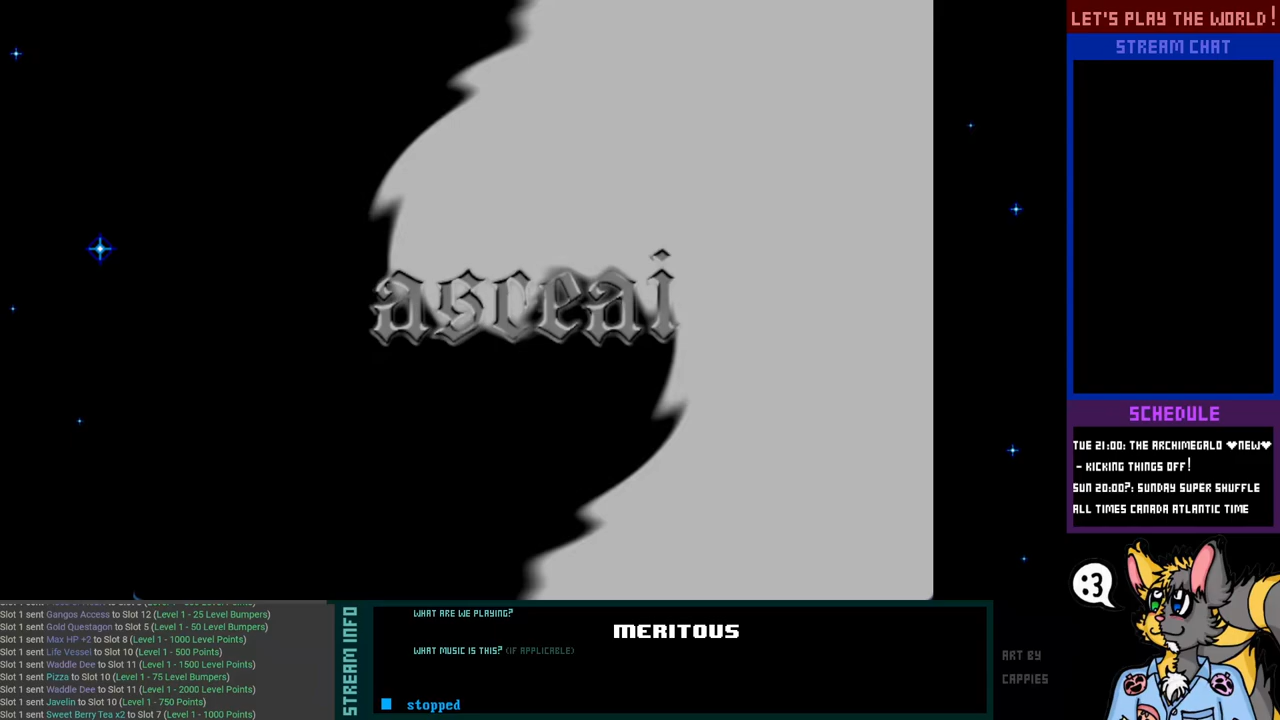 asceai
LET'S PLAY THE WORLD!
STREAM CHAT
SCHEDULE
TUE 21:00: THE ARCHIMEGALO ♥NEW♥
- KICKING THINGS OFF!
SUN 20:00?: SUNDAY SUPER SHUFFLE
ALL TIMES CANADA ATLANTIC TIME
:3
ART BY
CAPPIES
STREAM INFO
WHAT ARE WE PLAYING?
MERITOUS
WHAT MUSIC IS THIS? (IF APPLICABLE)
stopped
Slot 1 sent Gangos Access to Slot 12 (Level 1 - 25 Level Bumpers)
Slot 1 sent Gold Questagon to Slot 5 (Level 1 - 50 Level Bumpers)
Slot 1 sent Max HP +2 to Slot 8 (Level 1 - 1000 Level Points)
Slot 1 sent Life Vessel to Slot 10 (Level 1 - 500 Points)
Slot 1 sent Waddle Dee to Slot 11 (Level 1 - 1500 Level Points)
Slot 1 sent Pizza to Slot 10 (Level 1 - 75 Level Bumpers)
Slot 1 sent Waddle Dee to Slot 11 (Level 1 - 2000 Level Points)
Slot 1 sent Javelin to Slot 10 (Level 1 - 750 Points)
Slot 1 sent Sweet Berry Tea x2 to Slot 7 (Level 1 - 1000 Points)